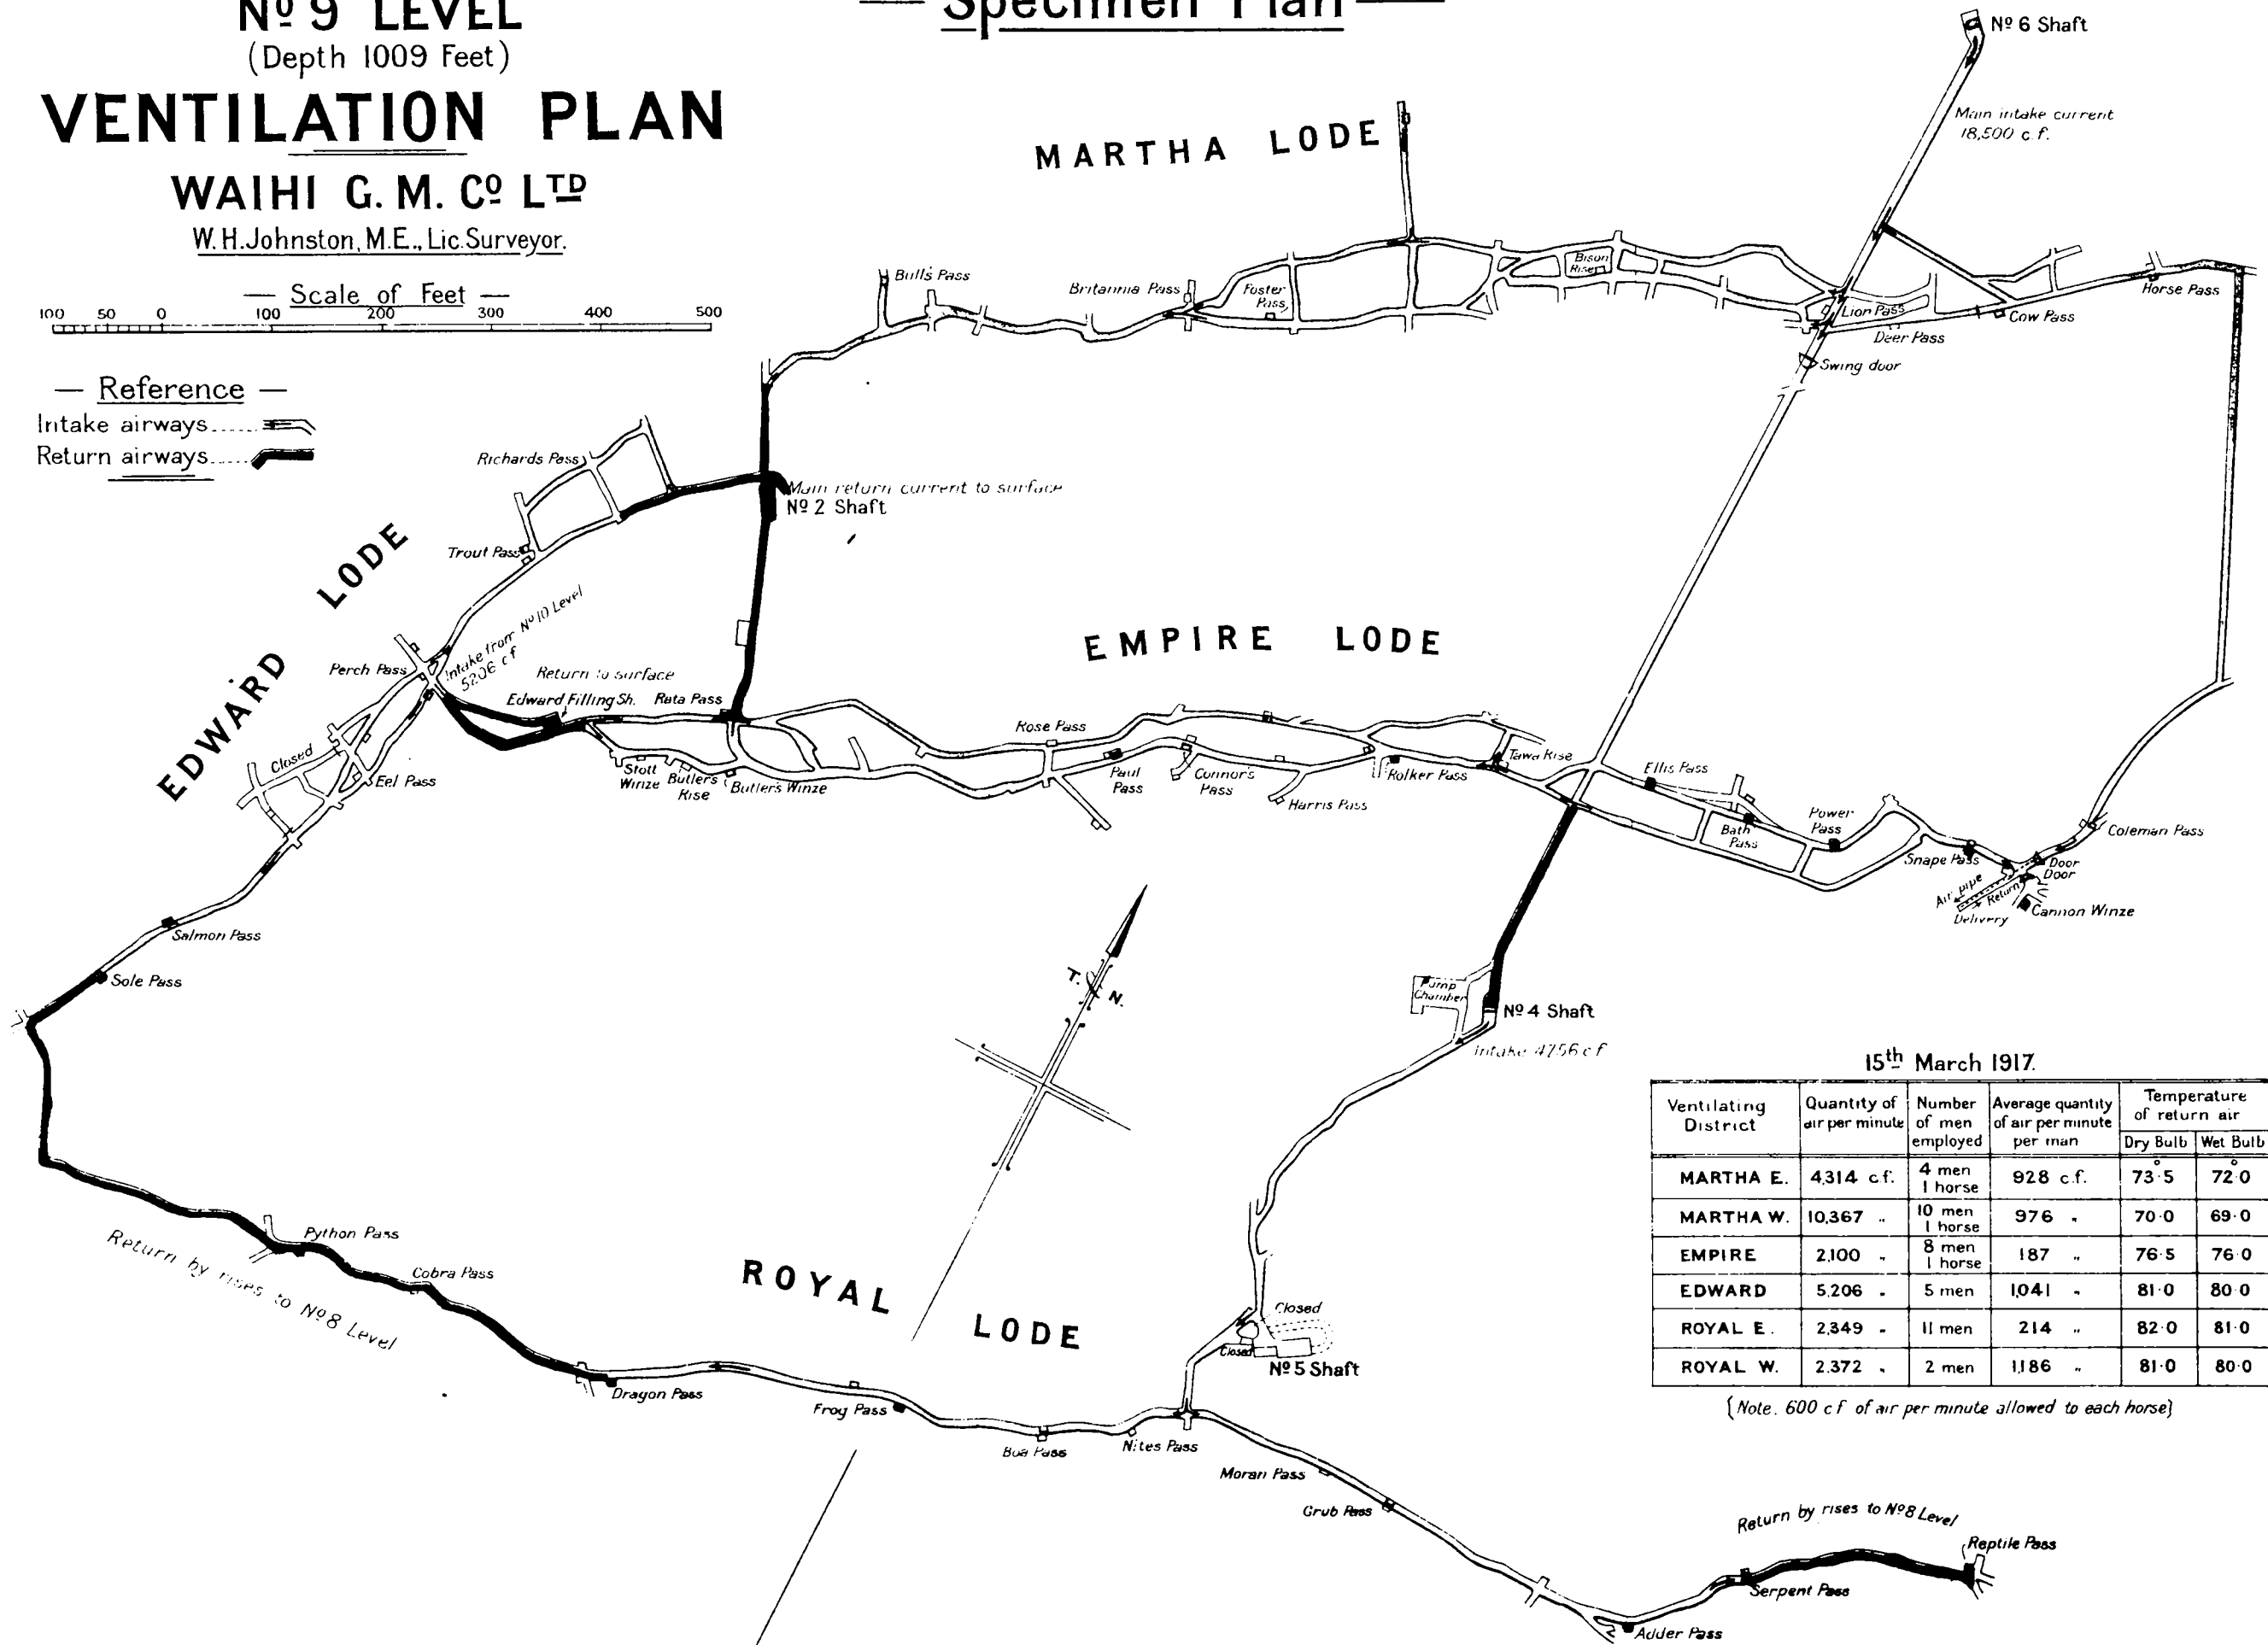 Nº 9 LEVEL
(Depth 1009 Feet)
VENTILATION PLAN
WAIHI G. M. Cº LTD
W. H. Johnston, M.E., Lic. Surveyor.
— Scale of Feet —
100 50 0 100 200 300 400 500
— Reference —
Intake airways
Return airways
— Specimen Plan —
Nº 6 Shaft
Main intake current
18,500 c. f.
MARTHA LODE
Bull's Pass
Britannia Pass
Foster
Pass
Bison
Rise
Lion Pass
Deer Pass
Cow Pass
Horse Pass
Swing door
Richards Pass
Main return current to surface
Nº 2 Shaft
Trout Pass
EDWARD LODE
Intake from Nº 10 Level
5206 cf
Perch Pass
Return to surface
Edward Filling Sh.
Rata Pass
Closed
Eel Pass
Stott
Winze
Butler's
Rise
Butler's Winze
EMPIRE LODE
Rose Pass
Paul
Pass
Connor's
Pass
Harris Pass
Rolker Pass
Tawa Rise
Ellis Pass
Bath
Pass
Power
Pass
Snape Pass
Coleman Pass
Door
Door
Air pipe
Return
Delivery
Cannon Winze
Salmon Pass
Sole Pass
T. N.
Pump
Chamber
Nº 4 Shaft
Intake 4756 c f
Python Pass
Cobra Pass
Return by rises to Nº 8 Level
ROYAL LODE
Closed
Closed
Nº 5 Shaft
Dragon Pass
Frog Pass
Boa Pass
Nites Pass
Moran Pass
Grub Pass
Return by rises to Nº 8 Level
Reptile Pass
Serpent Pass
Adder Pass
15th March 1917.
Ventilating District | Quantity of air per minute | Number of men employed | Average quantity of air per minute per man | Temperature of return air
Dry Bulb | Wet Bulb
MARTHA E. | 4,314 c.f. | 4 men 1 horse | 928 c.f. | 73·5° | 72·0°
MARTHA W. | 10,367 „ | 10 men 1 horse | 976 „ | 70·0 | 69·0
EMPIRE | 2,100 „ | 8 men 1 horse | 187 „ | 76·5 | 76·0
EDWARD | 5,206 „ | 5 men | 1,041 „ | 81·0 | 80·0
ROYAL E. | 2,349 „ | 11 men | 214 „ | 82·0 | 81·0
ROYAL W. | 2,372 „ | 2 men | 1,186 „ | 81·0 | 80·0
{Note. 600 c f of air per minute allowed to each horse}